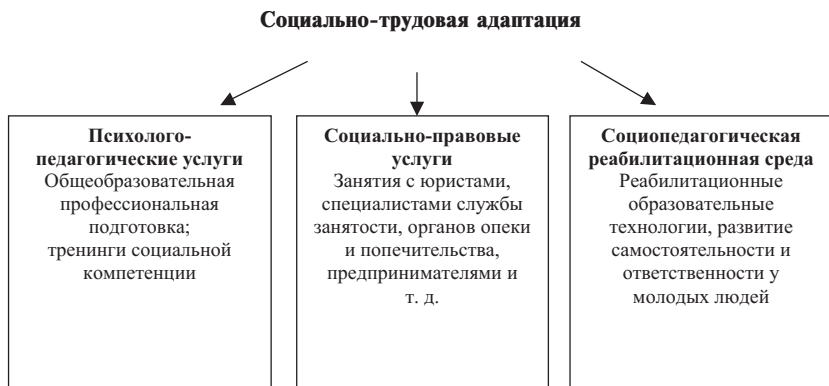 Социально-трудовая адаптация
Психолого-
педагогические услуги
Общеобразовательная
профессиональная
подготовка;
тренинги социальной
компетенции
Социально-правовые
услуги
Занятия с юристами,
специалистами службы
занятости, органов опеки
и попечительства,
предпринимателями и
т. д.
Социопедагогическая
реабилитационная среда
Реабилитационные
образовательные
технологии, развитие
самостоятельности и
ответственности у
молодых людей